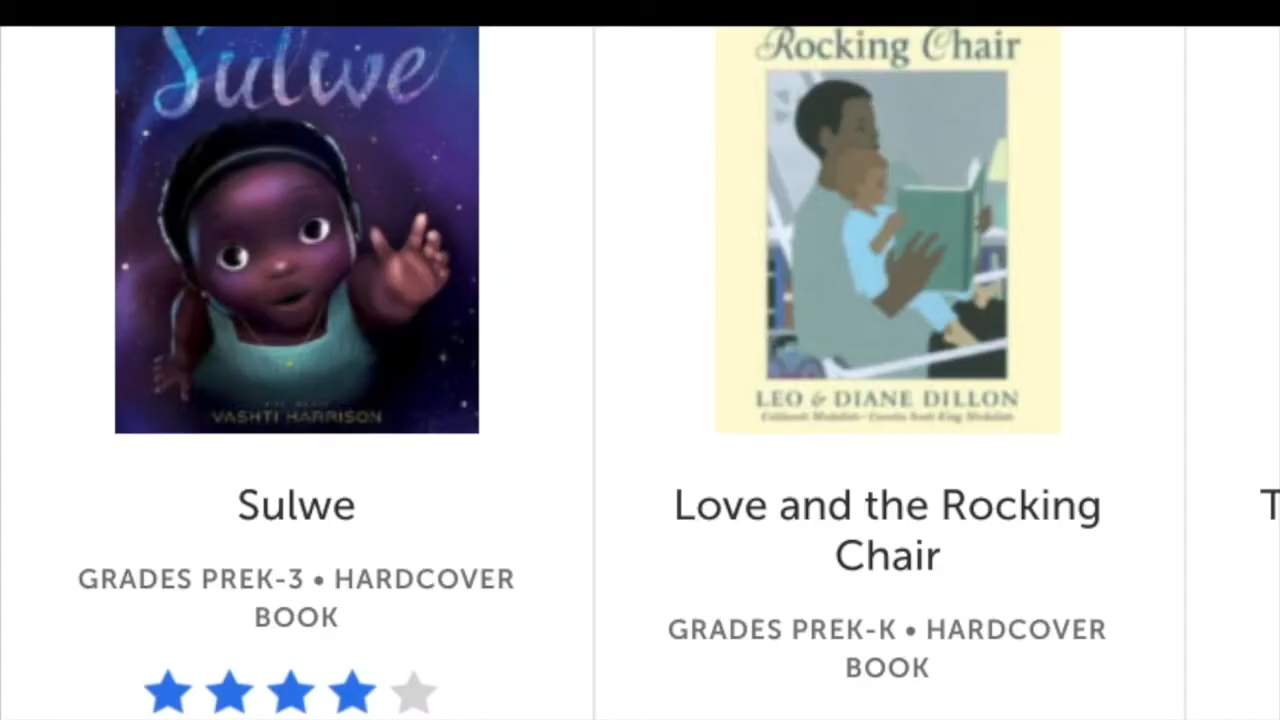 Sulwe
VASHTI HARRISON
Sulwe
GRADES PREK-3 • HARDCOVER
BOOK
Rocking Chair
LEO & DIANE DILLON
Love and the Rocking
Chair
GRADES PREK-K • HARDCOVER
BOOK
T